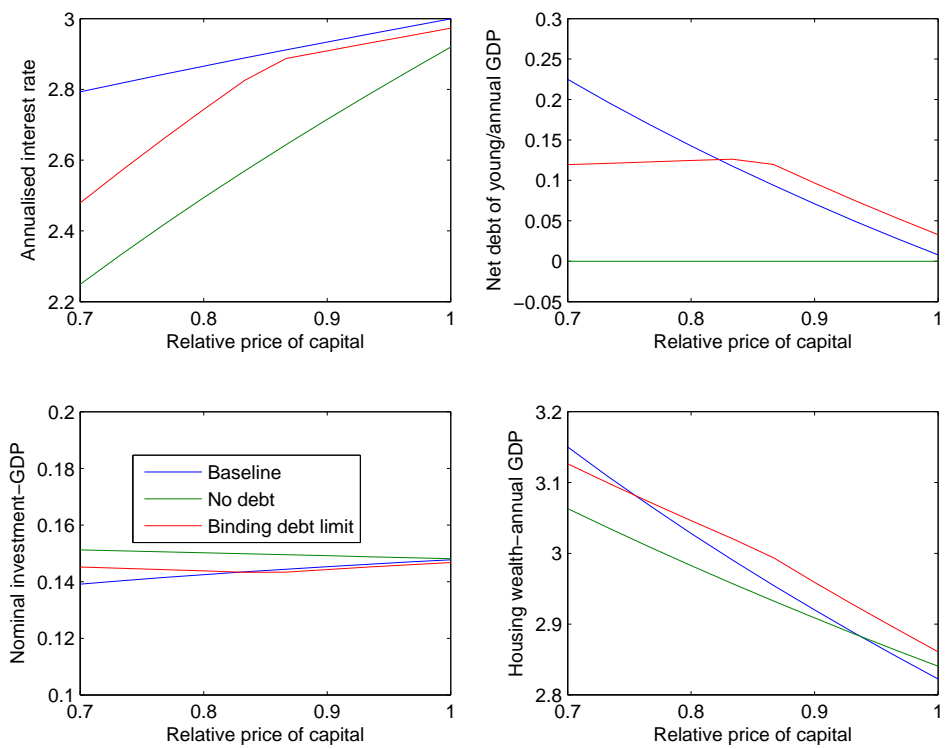 3
2.8
2.6
2.4
2.2
0.7 0.8 0.9 1
Annualised interest rate
Relative price of capital
0.3
0.25
0.2
0.15
0.1
0.05
0
−0.05
0.7 0.8 0.9 1
Net debt of young/annual GDP
Relative price of capital
0.2
0.18
0.16
0.14
0.12
0.1
0.7 0.8 0.9 1
Nominal investment−GDP
Relative price of capital
Baseline
No debt
Binding debt limit
3.2
3.1
3
2.9
2.8
0.7 0.8 0.9 1
Housing wealth−annual GDP
Relative price of capital